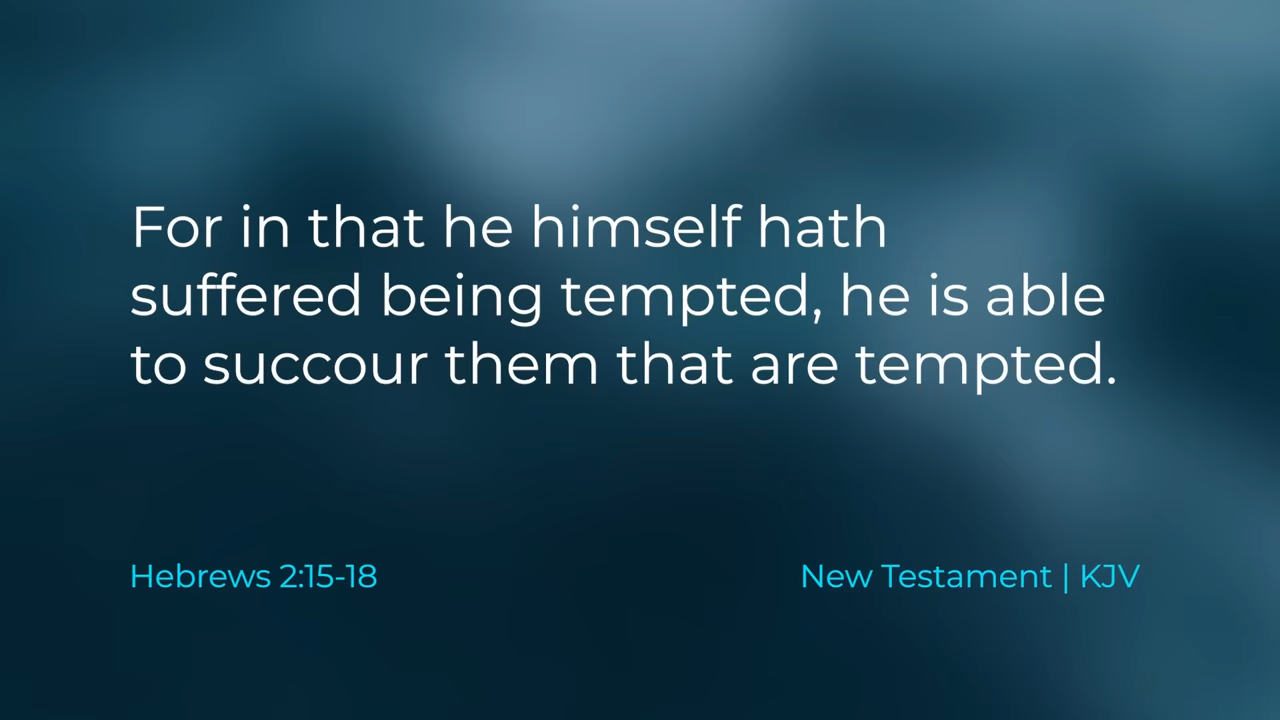 For in that he himself hath
suffered being tempted, he is able
to succour them that are tempted.
Hebrews 2:15-18
New Testament | KJV